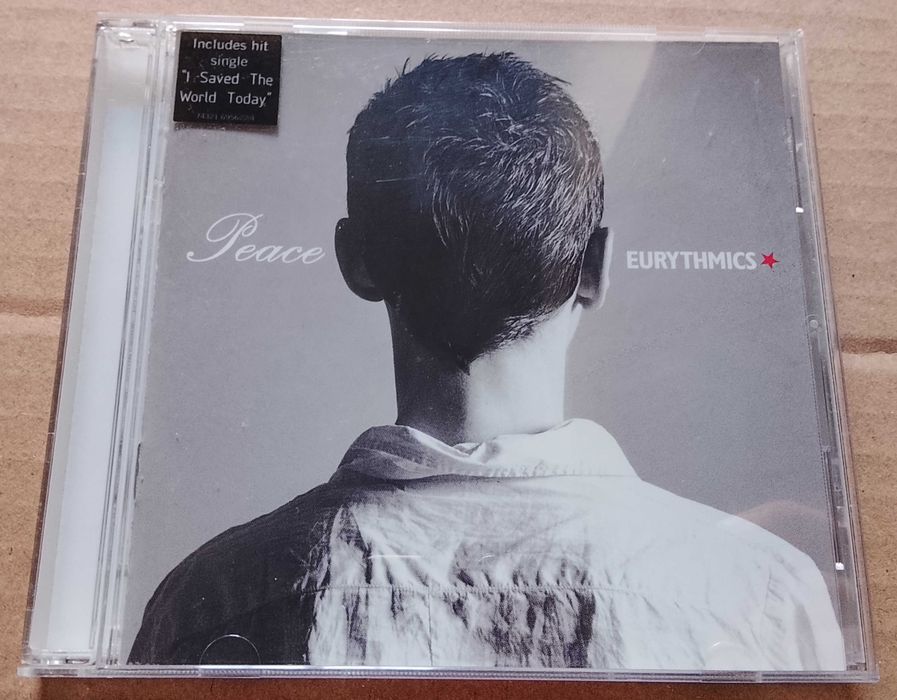 Includes hit
single
"I Saved The
World Today"
Peace
EURYTHMICS